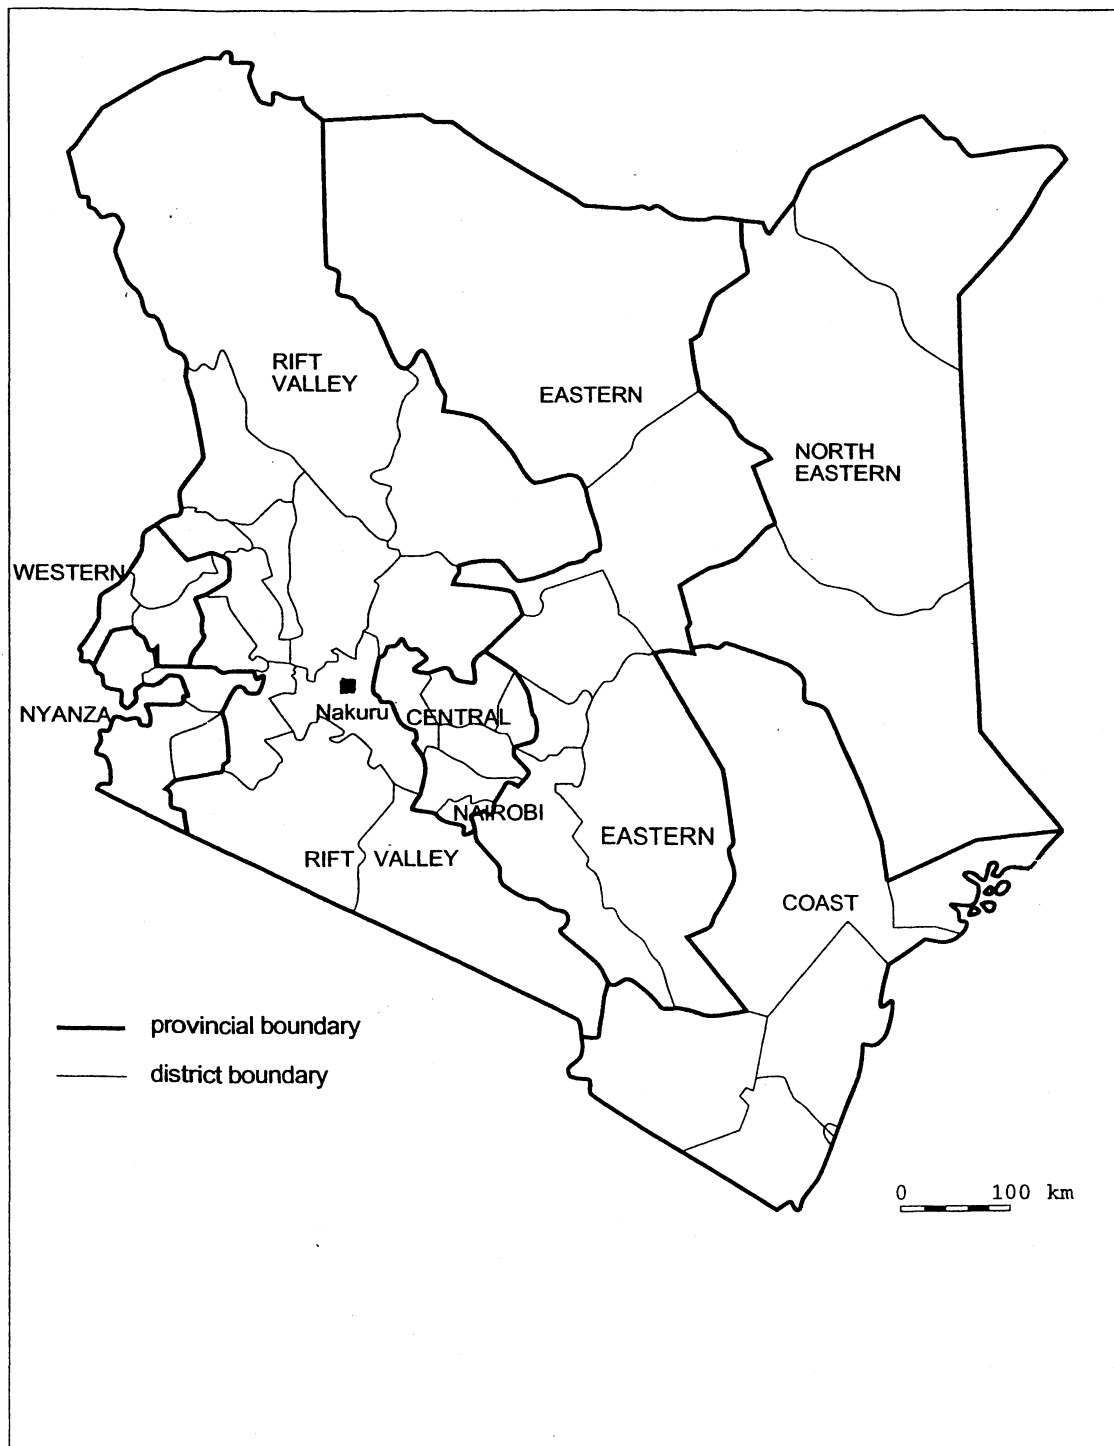 RIFT
VALLEY
EASTERN
NORTH
EASTERN
WESTERN
NYANZA
Nakuru
CENTRAL
NAIROBI
EASTERN
RIFT VALLEY
COAST
provincial boundary
district boundary
0 100 km